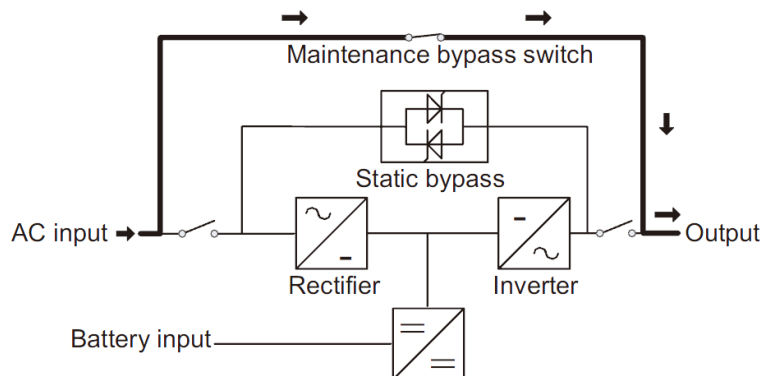 Maintenance bypass switch
Static bypass
AC input
Output
Rectifier
Inverter
Battery input